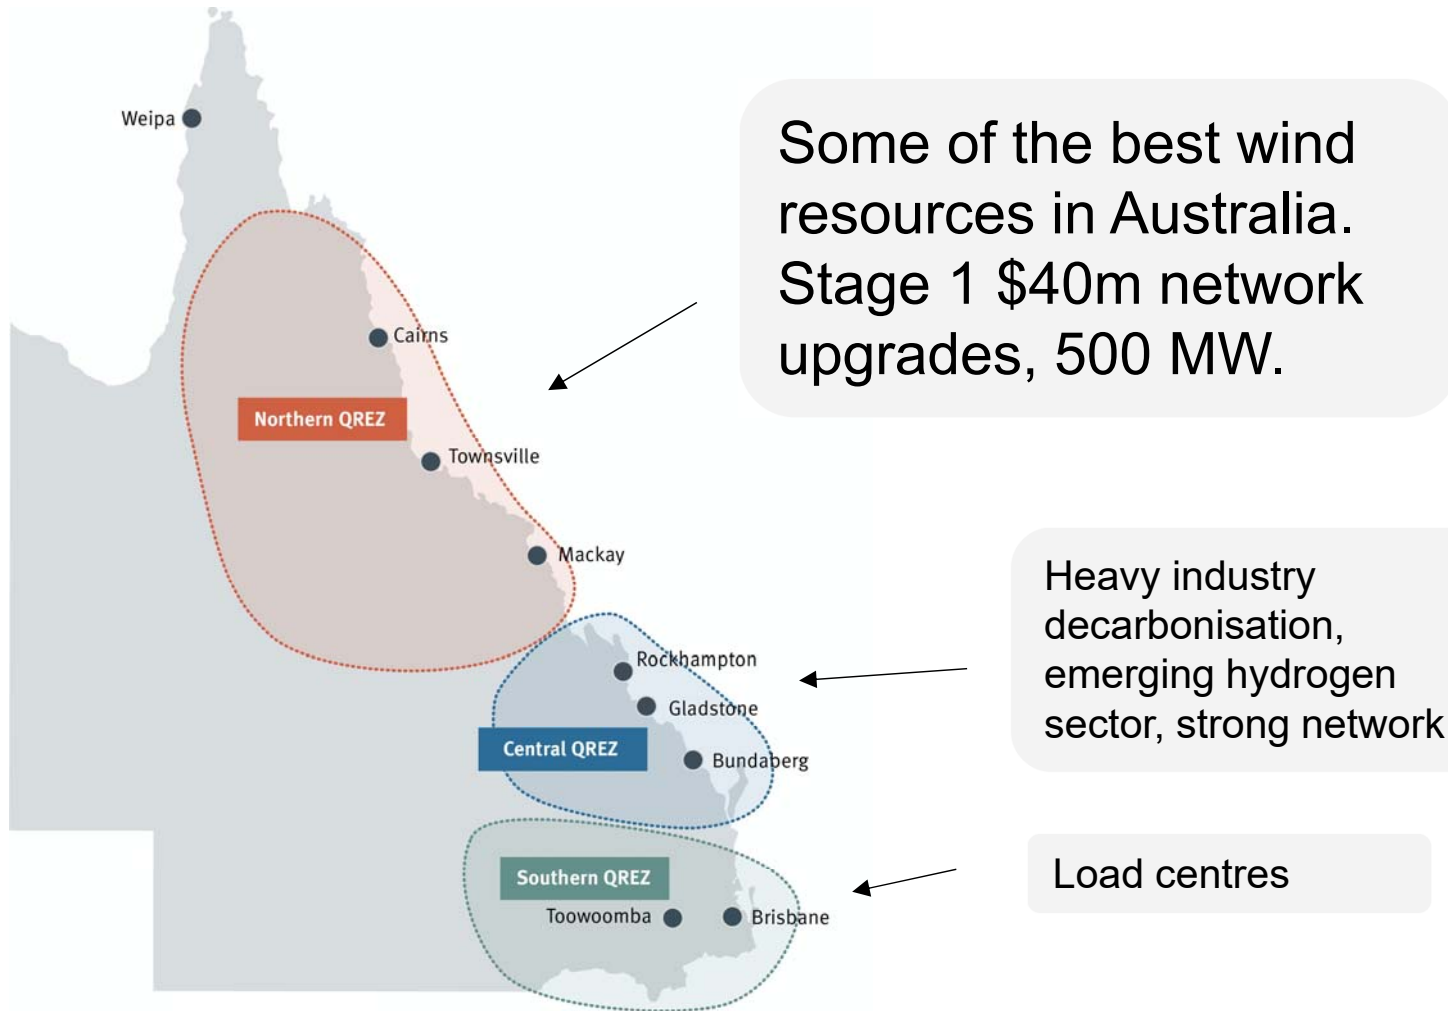 Weipa
Some of the best wind
resources in Australia.
Stage 1 $40m network
upgrades, 500 MW.
Cairns
Northern QREZ
Townsville
Mackay
Heavy industry
decarbonisation,
emerging hydrogen
sector, strong network
Rockhampton
Gladstone
Central QREZ
Bundaberg
Southern QREZ
Load centres
Toowoomba
Brisbane